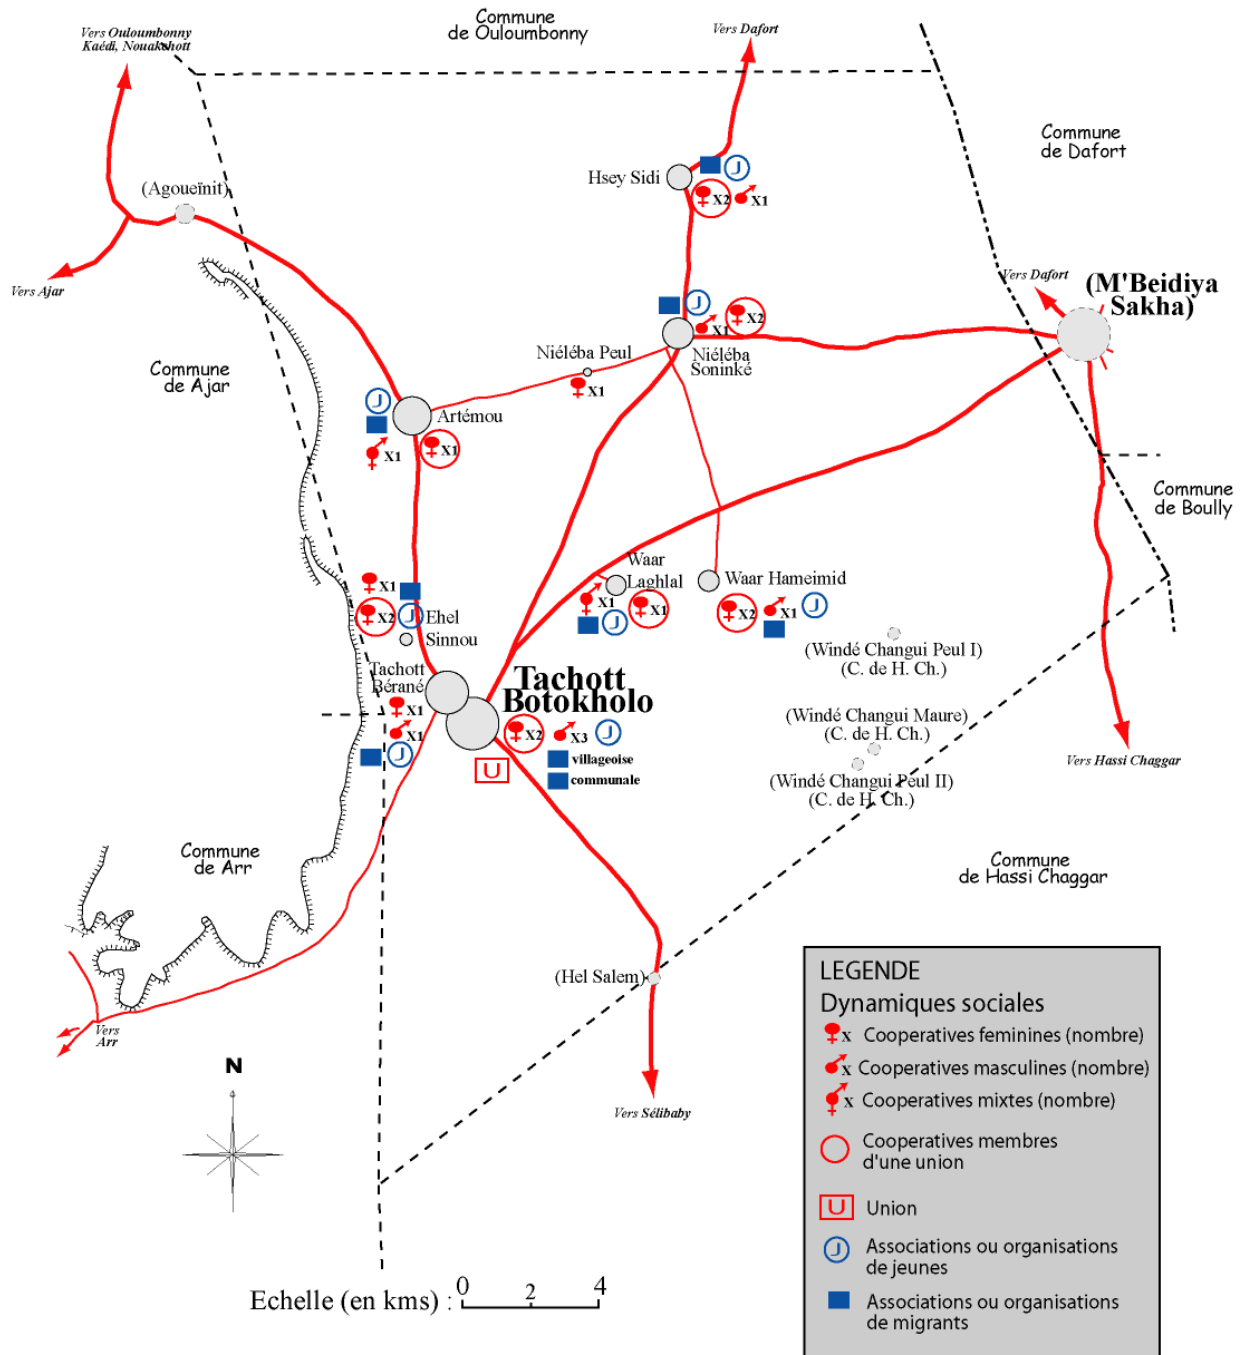 Commune
de Ouloumbonny
Vers Ouloumbonny
Kaédi, Nouakchott
Vers Dafort
Commune
de Dafort
Hsey Sidi
J
X2
X1
(Agoueïnit)
Vers Ajar
Vers Dafort
(M'Beidiya
Sakha)
J
X1
X2
Niéléba Peul
X1
Niéléba
Soninké
Commune
de Ajar
J
Artémou
X1
X1
Commune
de Boully
Waar
Laghlal
X1
X1
J
Waar Hameimid
X2
X1
J
X1
X2
J
Ehel
Sinnou
(Windé Changui Peul I)
(C. de H. Ch.)
Tachott
Bérané
X1
X1
J
Tachott
Botokholo
X2
X3
J
villageoise
communale
U
(Windé Changui Maure)
(C. de H. Ch.)
(Windé Changui Peul II)
(C. de H. Ch.)
Vers Hassi Chaggar
Commune
de Arr
Commune
de Hassi Chaggar
(Hel Salem)
Vers
Arr
N
Vers Sélibaby
LEGENDE
Dynamiques sociales
X Cooperatives feminines (nombre)
X Cooperatives masculines (nombre)
X Cooperatives mixtes (nombre)
Cooperatives membres
d'une union
U Union
J Associations ou organisations
de jeunes
Associations ou organisations
de migrants
Echelle (en kms) : 0 2 4